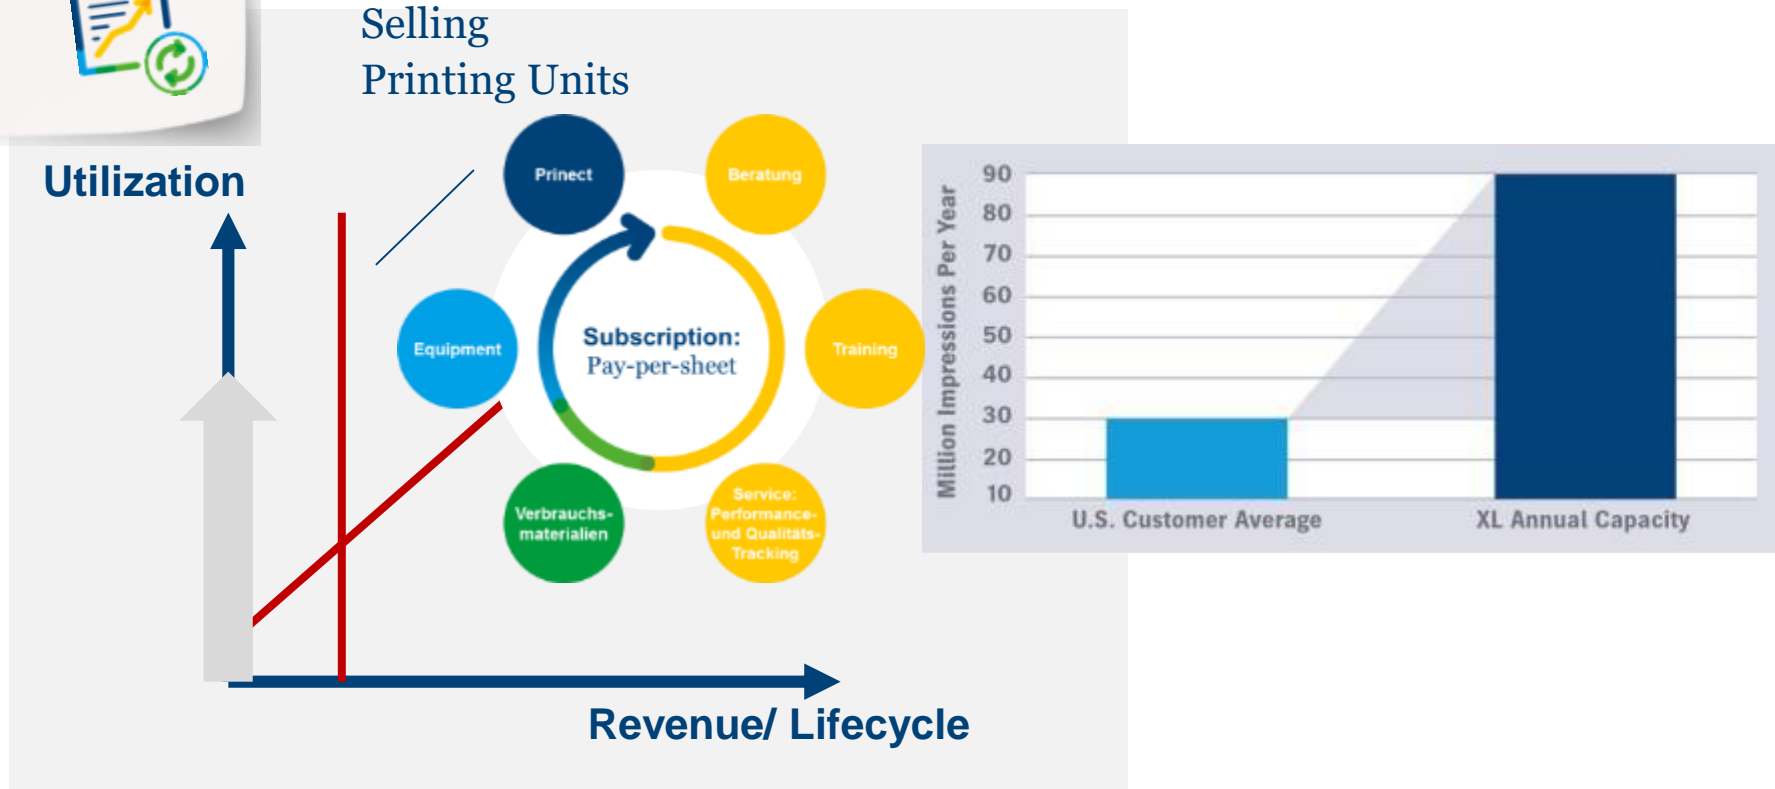 Selling
Printing Units
Utilization
Prinect
Beratung
Equipment
Subscription:
Pay-per-sheet
Training
Verbrauchs-
materialien
Service:
Performance-
und Qualitäts-
Tracking
Revenue/ Lifecycle
Million Impressions Per Year
90
80
70
60
50
40
30
20
10
U.S. Customer Average
XL Annual Capacity